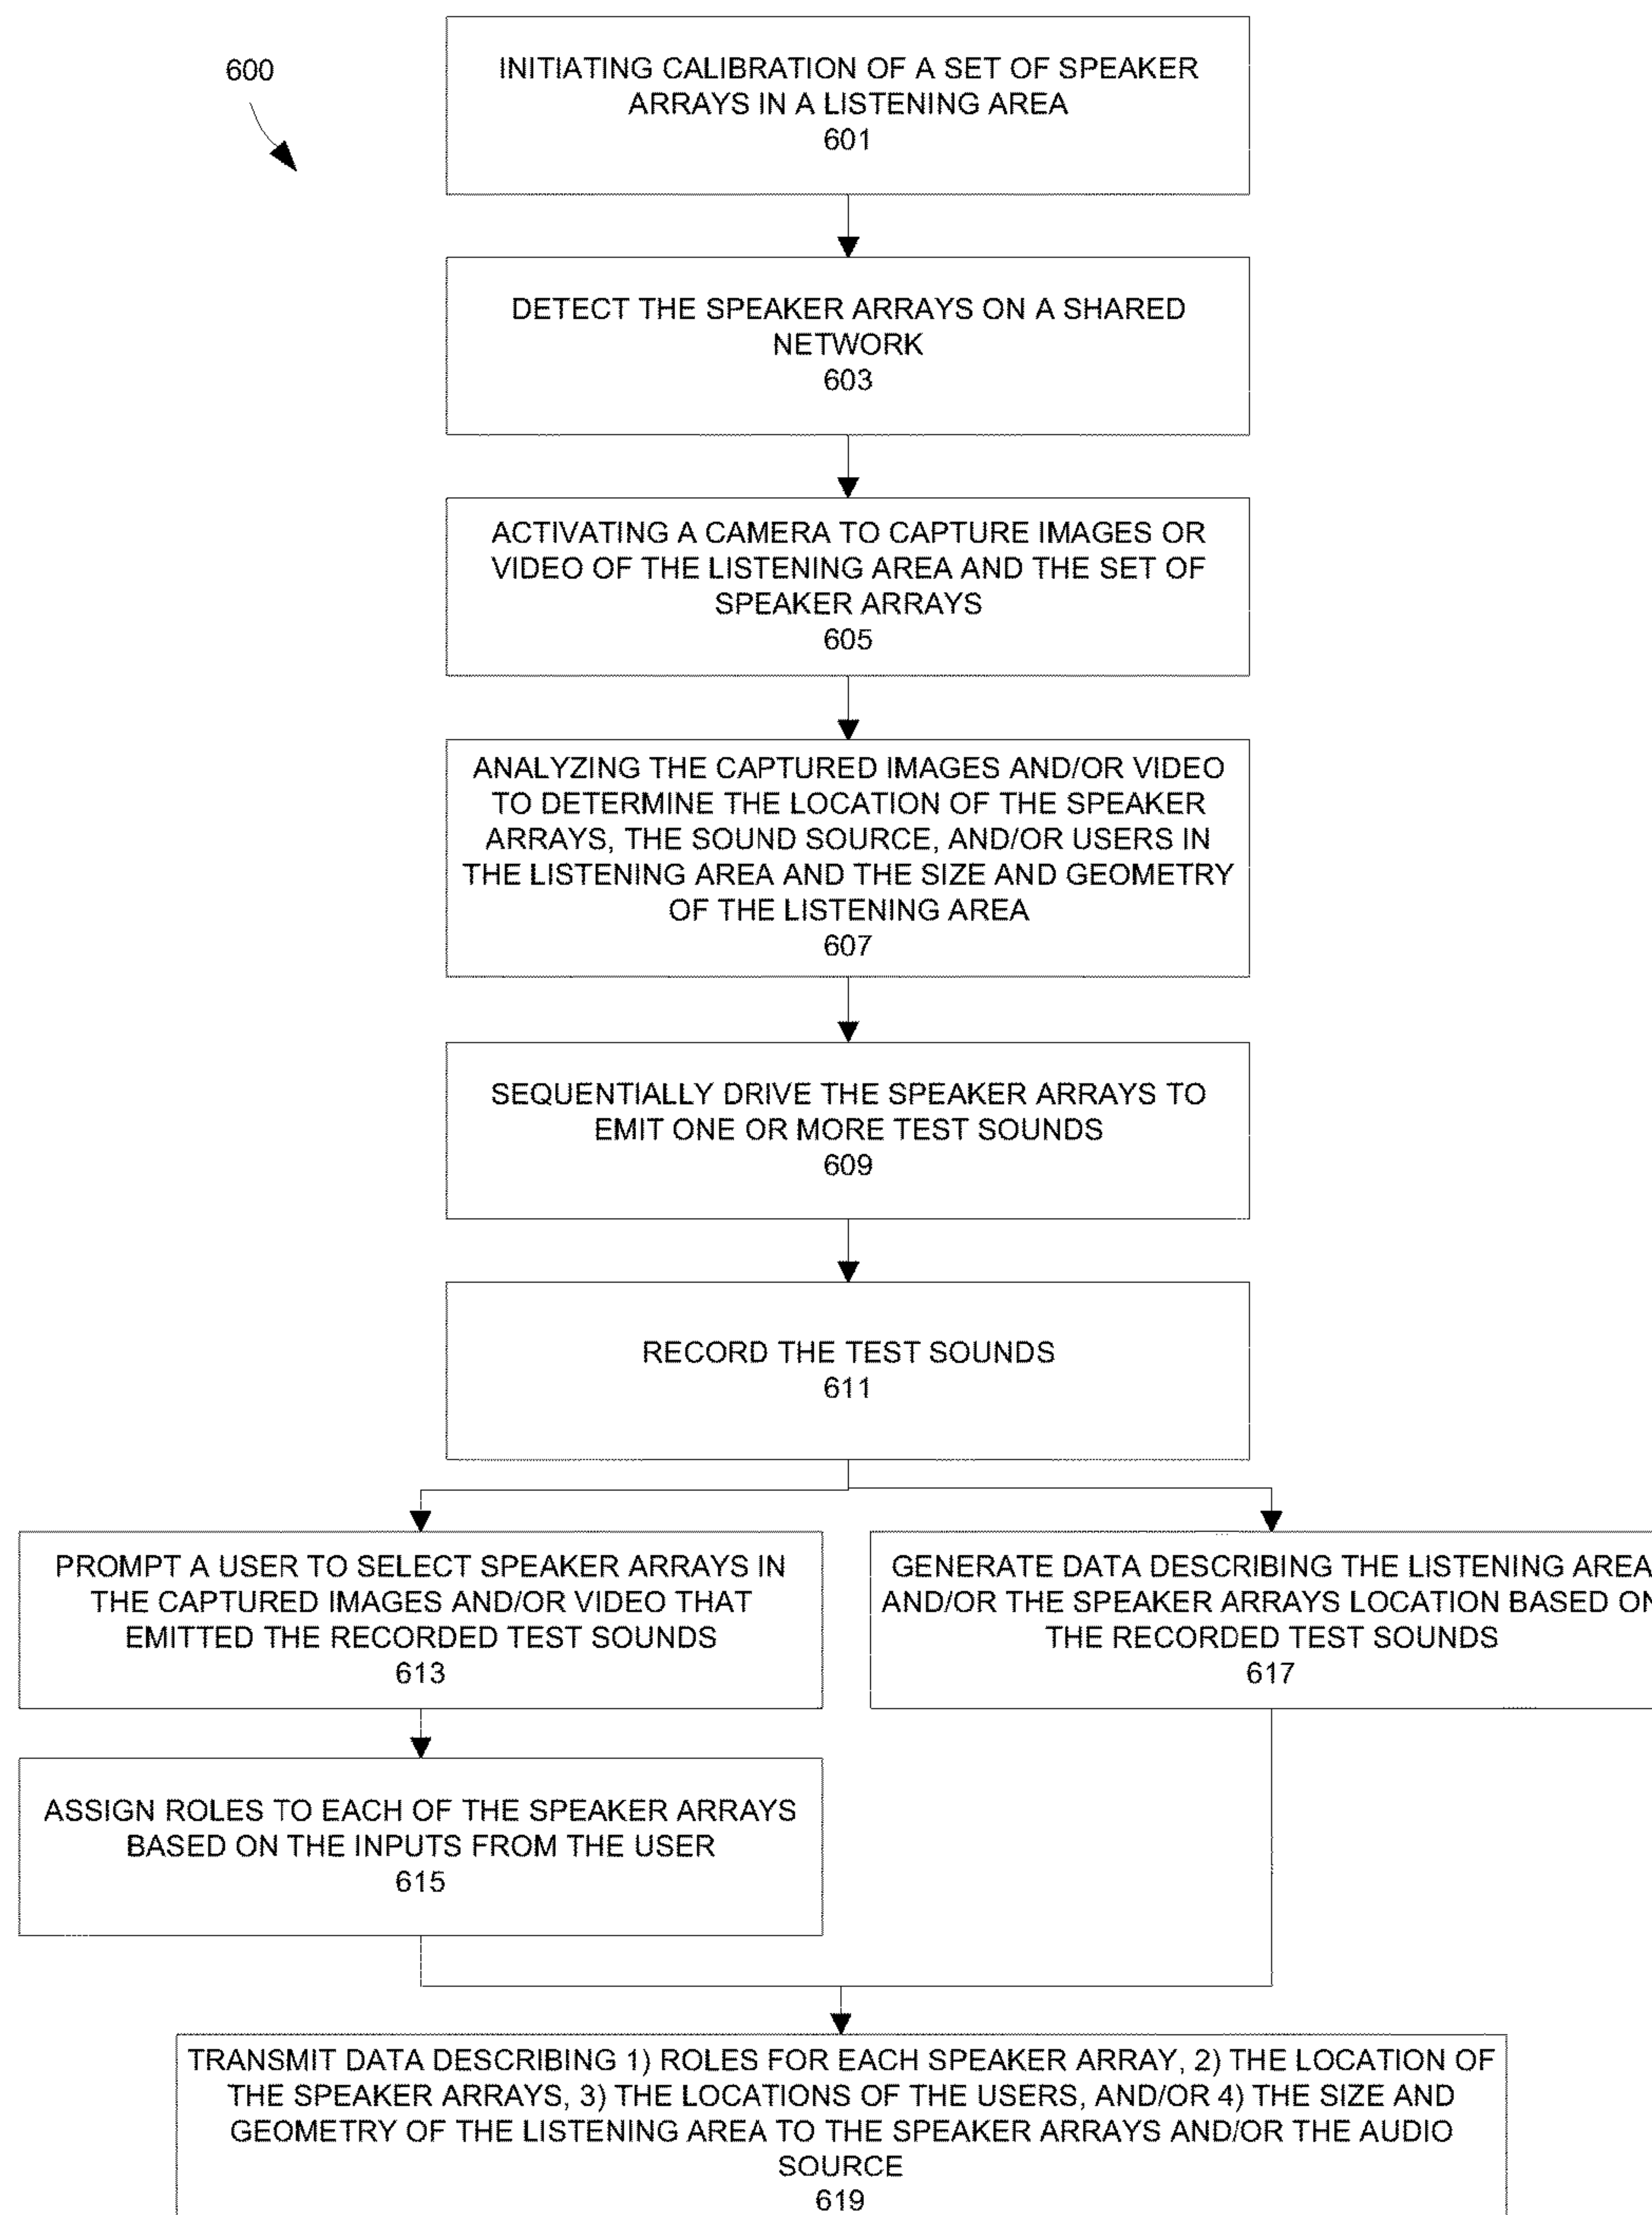 600
INITIATING CALIBRATION OF A SET OF SPEAKER
ARRAYS IN A LISTENING AREA
601
DETECT THE SPEAKER ARRAYS ON A SHARED
NETWORK
603
ACTIVATING A CAMERA TO CAPTURE IMAGES OR
VIDEO OF THE LISTENING AREA AND THE SET OF
SPEAKER ARRAYS
605
ANALYZING THE CAPTURED IMAGES AND/OR VIDEO
TO DETERMINE THE LOCATION OF THE SPEAKER
ARRAYS, THE SOUND SOURCE, AND/OR USERS IN
THE LISTENING AREA AND THE SIZE AND GEOMETRY
OF THE LISTENING AREA
607
SEQUENTIALLY DRIVE THE SPEAKER ARRAYS TO
EMIT ONE OR MORE TEST SOUNDS
609
RECORD THE TEST SOUNDS
611
PROMPT A USER TO SELECT SPEAKER ARRAYS IN
THE CAPTURED IMAGES AND/OR VIDEO THAT
EMITTED THE RECORDED TEST SOUNDS
613
GENERATE DATA DESCRIBING THE LISTENING AREA
AND/OR THE SPEAKER ARRAYS LOCATION BASED ON
THE RECORDED TEST SOUNDS
617
ASSIGN ROLES TO EACH OF THE SPEAKER ARRAYS
BASED ON THE INPUTS FROM THE USER
615
TRANSMIT DATA DESCRIBING 1) ROLES FOR EACH SPEAKER ARRAY, 2) THE LOCATION OF
THE SPEAKER ARRAYS, 3) THE LOCATIONS OF THE USERS, AND/OR 4) THE SIZE AND
GEOMETRY OF THE LISTENING AREA TO THE SPEAKER ARRAYS AND/OR THE AUDIO
SOURCE
619